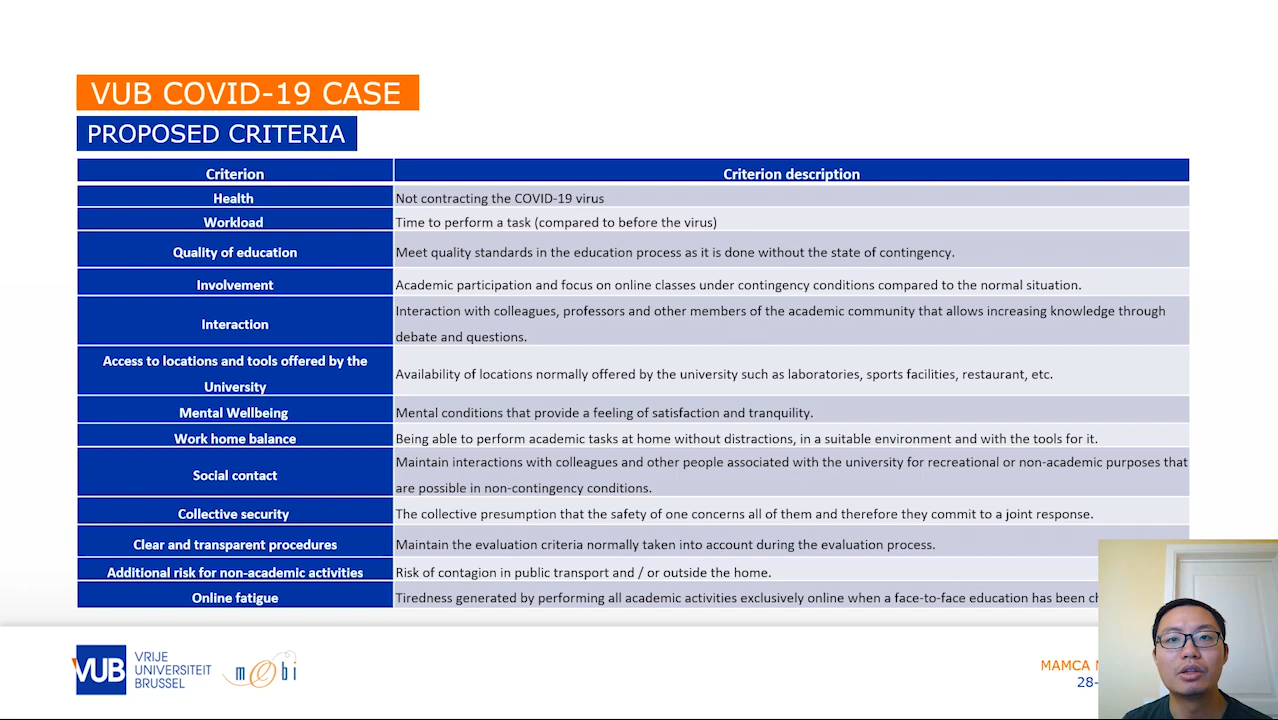 VUB COVID-19 CASE
PROPOSED CRITERIA
Criterion Criterion description
Health Not contracting the COVID-19 virus
Workload Time to perform a task (compared to before the virus)
Quality of education Meet quality standards in the education process as it is done without the state of contingency.
Involvement Academic participation and focus on online classes under contingency conditions compared to the normal situation.
Interaction Interaction with colleagues, professors and other members of the academic community that allows increasing knowledge through
debate and questions.
Access to locations and tools offered by the
University Availability of locations normally offered by the university such as laboratories, sports facilities, restaurant, etc.
Mental Wellbeing Mental conditions that provide a feeling of satisfaction and tranquility.
Work home balance Being able to perform academic tasks at home without distractions, in a suitable environment and with the tools for it.
Social contact Maintain interactions with colleagues and other people associated with the university for recreational or non-academic purposes that
are possible in non-contingency conditions.
Collective security The collective presumption that the safety of one concerns all of them and therefore they commit to a joint response.
Clear and transparent procedures Maintain the evaluation criteria normally taken into account during the evaluation process.
Additional risk for non-academic activities Risk of contagion in public transport and / or outside the home.
Online fatigue Tiredness generated by performing all academic activities exclusively online when a face-to-face education has been
VUB
VRIJE
UNIVERSITEIT
BRUSSEL
mobi
MAMCA
28-